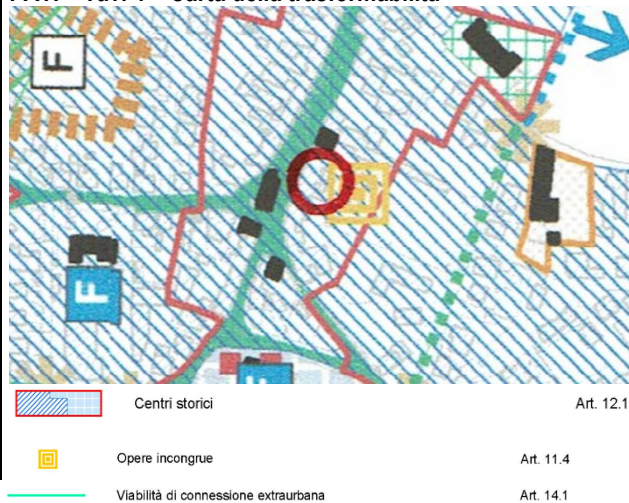 F
F
F
Centri storici Art. 12.1
Opere incongrue Art. 11.4
Viabilità di connessione extraurbana Art. 14.1